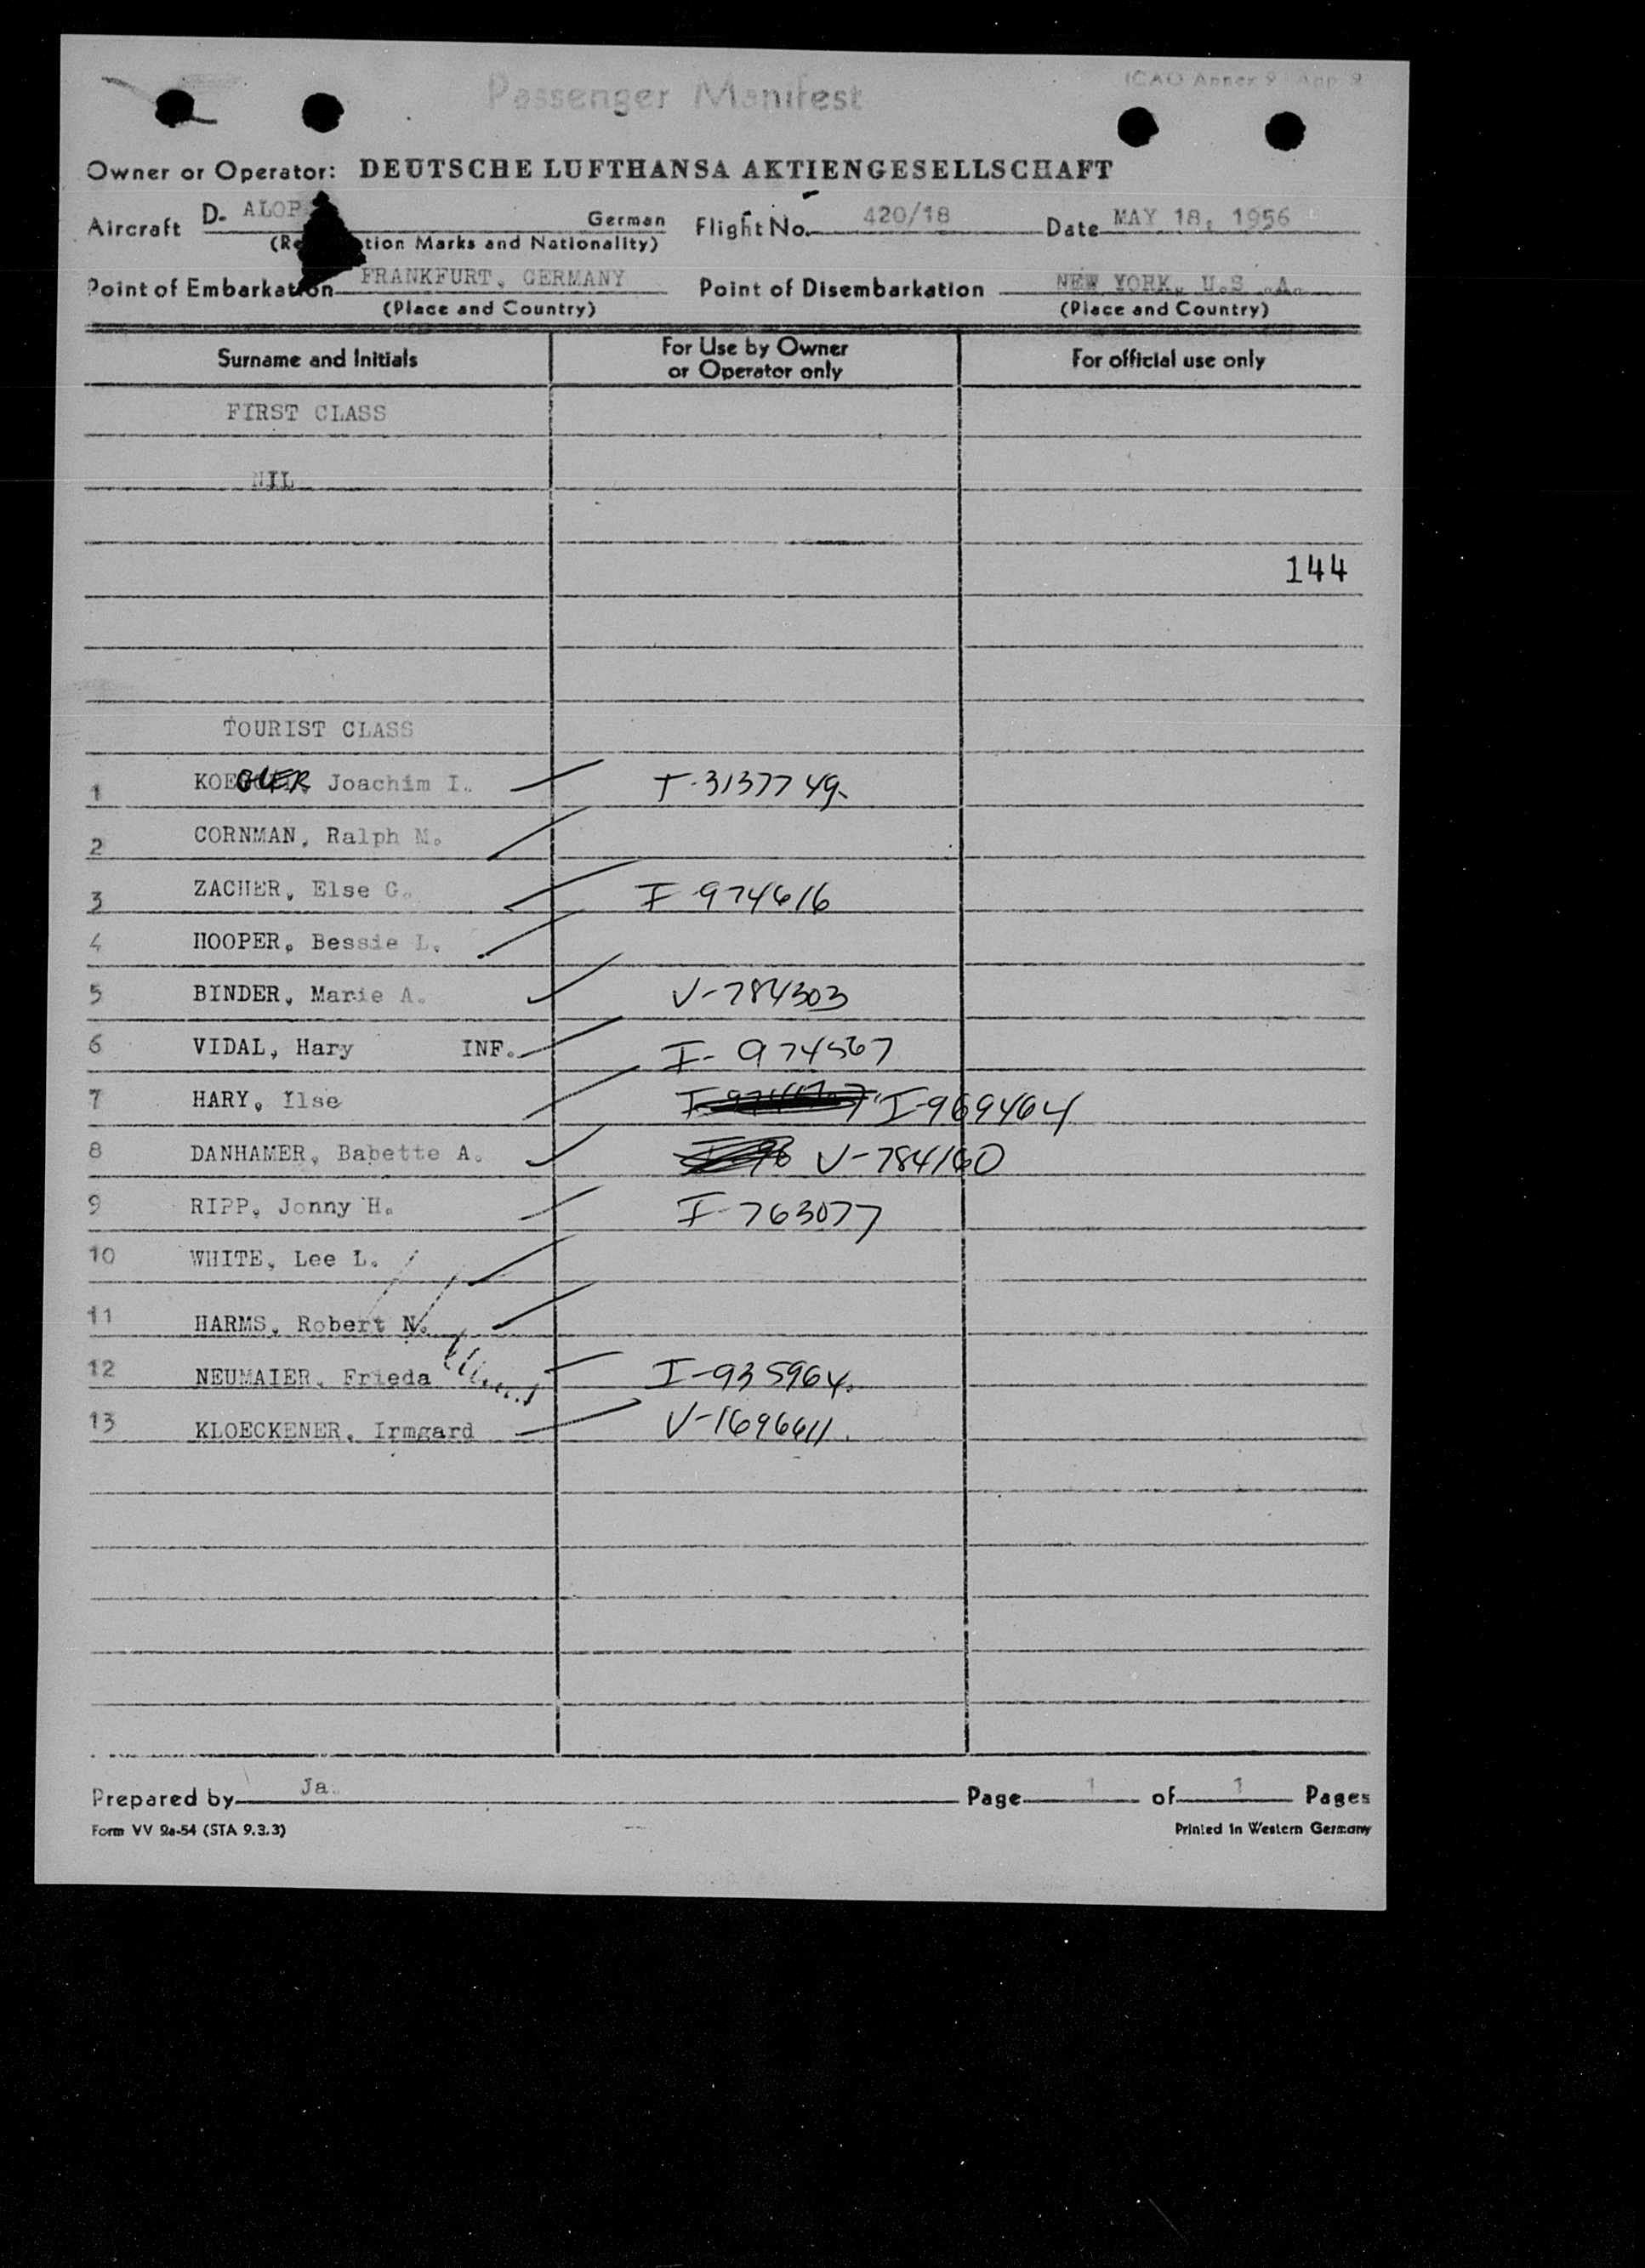 Passenger Manifest
ICAO Annex 9 App 9
Owner or Operator: DEUTSCHE LUFTHANSA AKTIENGESELLSCHAFT
Aircraft D- ALOP German Flight No. 420/18 Date MAY 18, 1956
(Re tion Marks and Nationality)
Point of Embarkation FRANKFURT, GERMANY Point of Disembarkation NEW YORK, U.S.A.
(Place and Country) (Place and Country)
Surname and Initials For Use by Owner or Operator only For official use only
FIRST CLASS
NIL
144
TOURIST CLASS
1 Joachim I. T-3137749
2 CORNMAN, Ralph M.
3 ZACHER, Else G. I-974616
4 HOOPER, Bessie L.
5 BINDER, Marie A. V-784303
6 VIDAL, Hary INF. I-974567
7 HARY, Ilse I-969464
8 DANHAMER, Babette A. V-784160
9 RIPP, Jonny H. I-763077
10 WHITE, Lee L.
11 HARMS, Robert N.
12 NEUMAIER, Frieda I-935964
13 KLOECKENER, Irmgard V-1696611
Prepared by Ja. Page 1 of 1 Pages
Form VV 2a-54 (STA 9.3.3) Printed in Western Germany